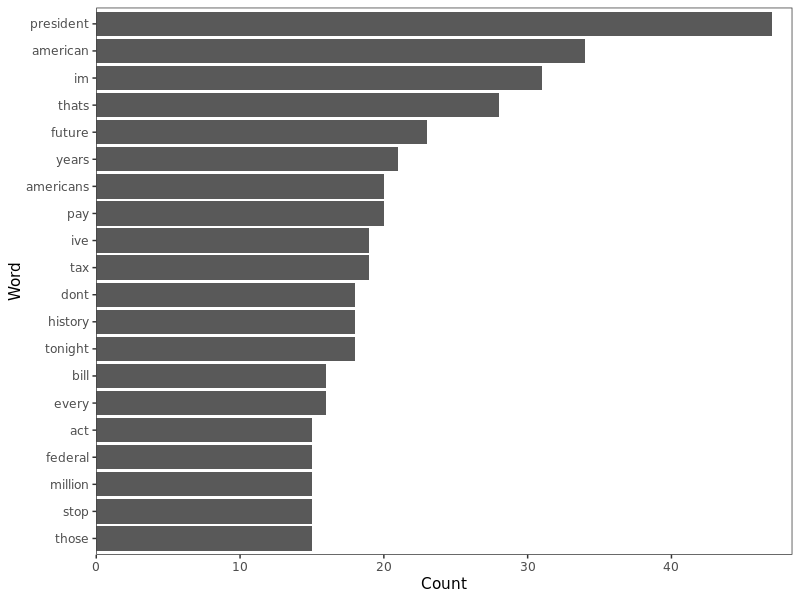 president
american
im
thats
future
years
americans
pay
ive
tax
dont
history
tonight
bill
every
act
federal
million
stop
those
Word
0 10 20 30 40
Count